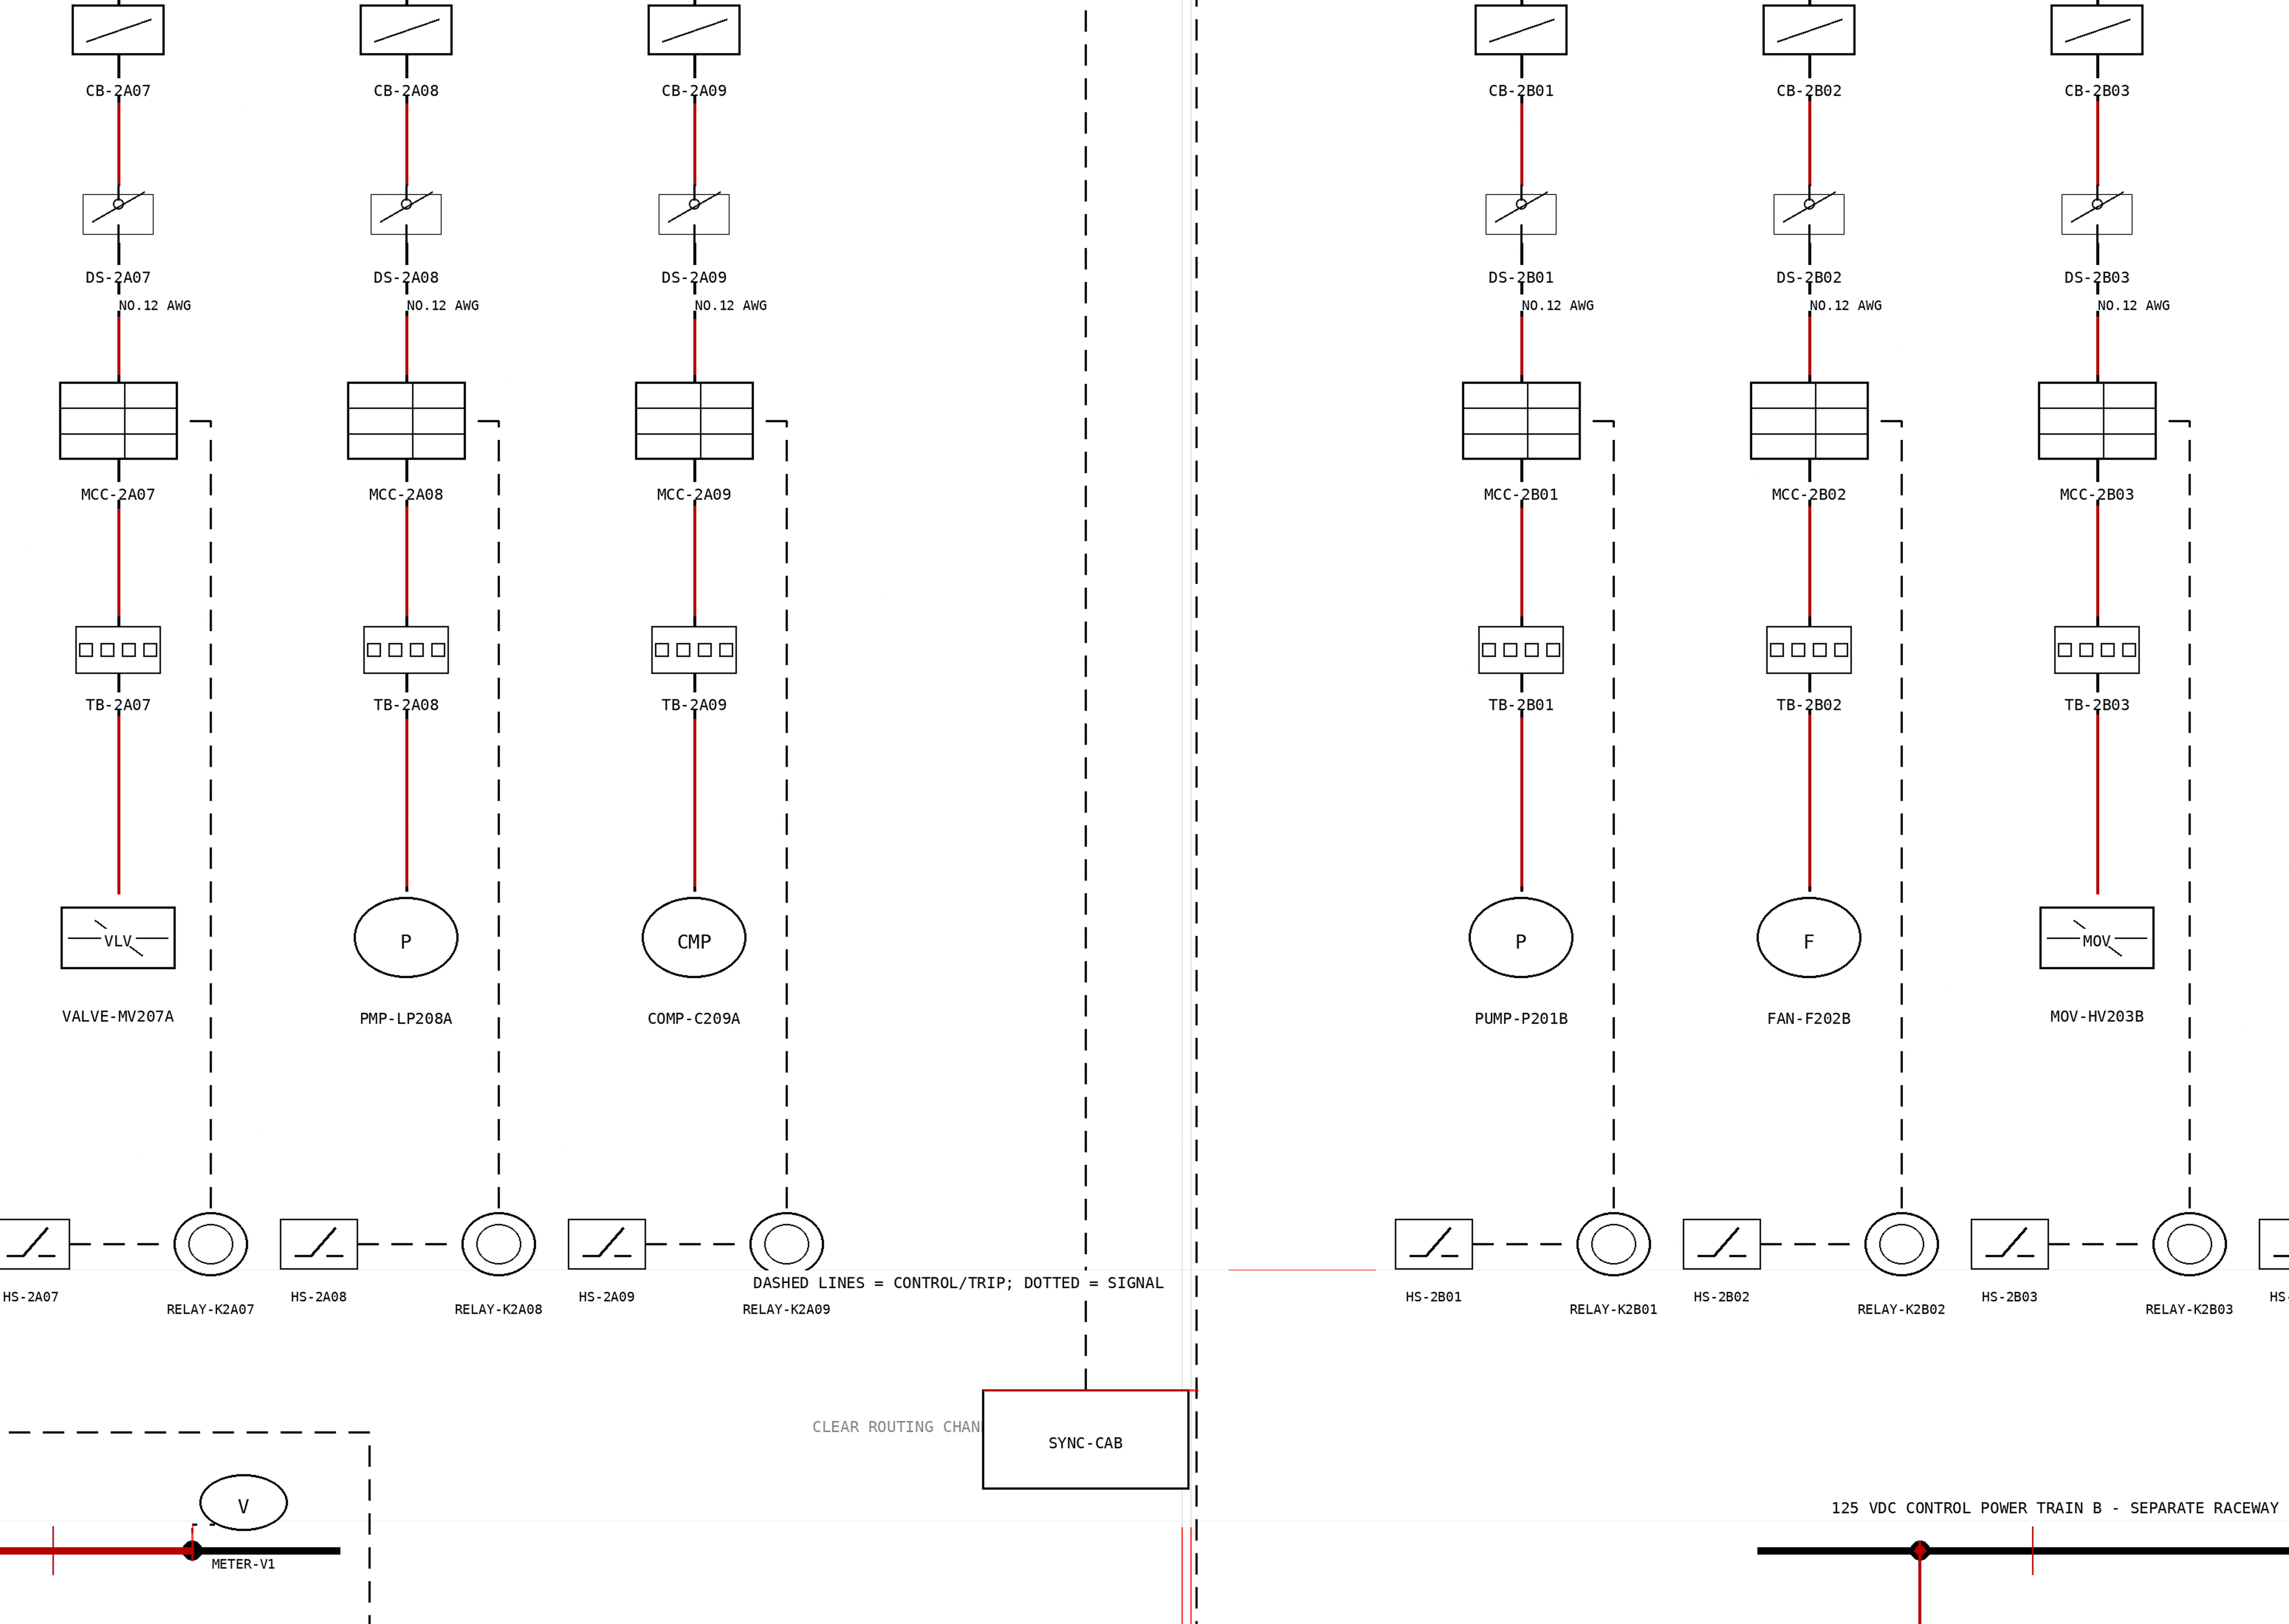 CB-2A07
CB-2A08
CB-2A09
CB-2B01
CB-2B02
CB-2B03
DS-2A07
DS-2A08
DS-2A09
DS-2B01
DS-2B02
DS-2B03
NO.12 AWG
NO.12 AWG
NO.12 AWG
NO.12 AWG
NO.12 AWG
NO.12 AWG
MCC-2A07
MCC-2A08
MCC-2A09
MCC-2B01
MCC-2B02
MCC-2B03
TB-2A07
TB-2A08
TB-2A09
TB-2B01
TB-2B02
TB-2B03
VLV
P
CMP
P
F
MOV
VALVE-MV207A
PMP-LP208A
COMP-C209A
PUMP-P201B
FAN-F202B
MOV-HV203B
DASHED LINES = CONTROL/TRIP; DOTTED = SIGNAL
HS-2A07
HS-2A08
HS-2A09
HS-2B01
HS-2B02
HS-2B03
HS-
RELAY-K2A07
RELAY-K2A08
RELAY-K2A09
RELAY-K2B01
RELAY-K2B02
RELAY-K2B03
CLEAR ROUTING CHAN
SYNC-CAB
V
125 VDC CONTROL POWER TRAIN B - SEPARATE RACEWAY
METER-V1